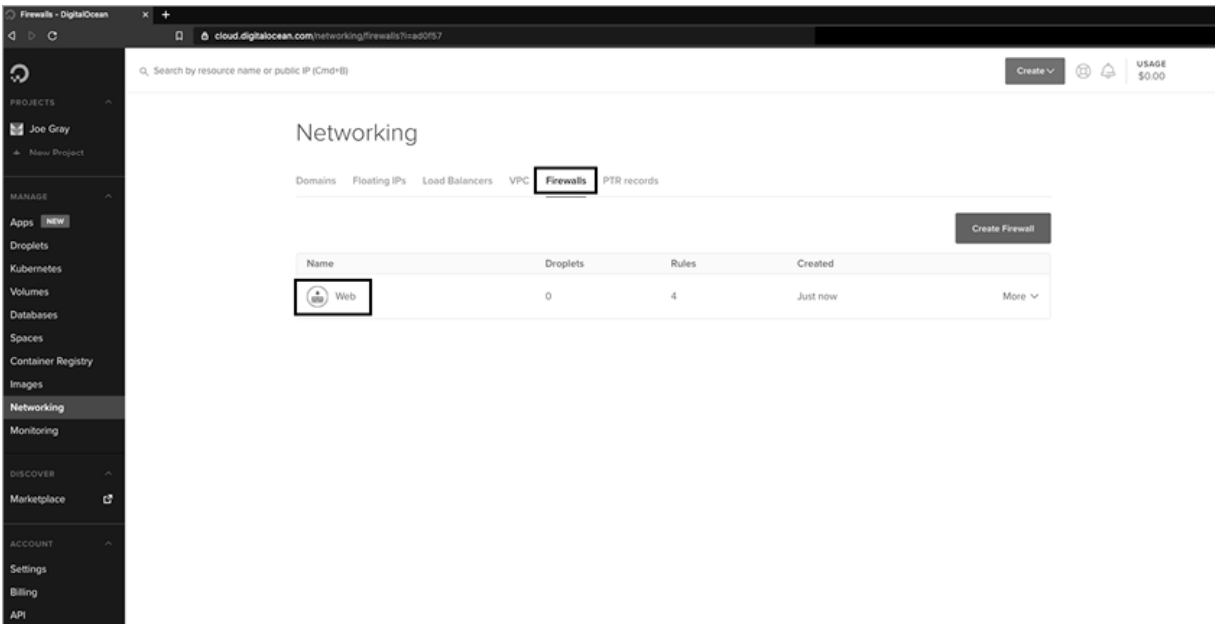 Firewalls - DigitalOcean
cloud.digitalocean.com/networking/firewalls?i=ad0f57
Search by resource name or public IP (Cmd+B)
Create
USAGE
$0.00
PROJECTS
Joe Gray
+ New Project
MANAGE
Apps NEW
Droplets
Kubernetes
Volumes
Databases
Spaces
Container Registry
Images
Networking
Monitoring
DISCOVER
Marketplace
ACCOUNT
Settings
Billing
API
Networking
Domains Floating IPs Load Balancers VPC Firewalls PTR records
Create Firewall
Name Droplets Rules Created
Web 0 4 Just now More